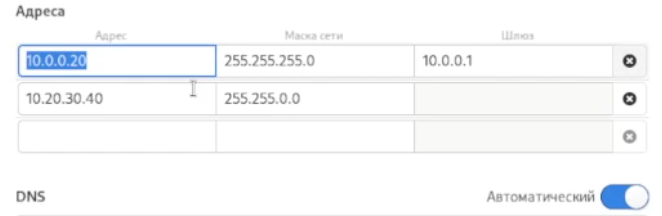 Адреса
Адрес Маска сети Шлюз
10.0.0.20 255.255.255.0 10.0.0.1
10.20.30.40 255.255.0.0
DNS Автоматический